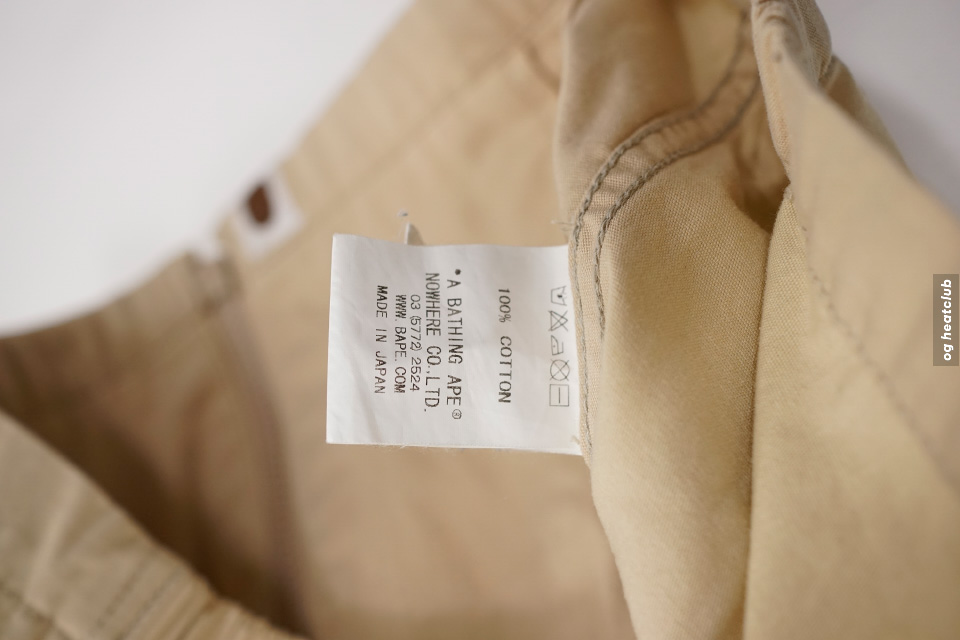 100% COTTON
*A BATHING APE®
NOWHERE CO.,LTD.
03 (5772) 2524
WWW.BAPE.COM
MADE IN JAPAN
og heatclub